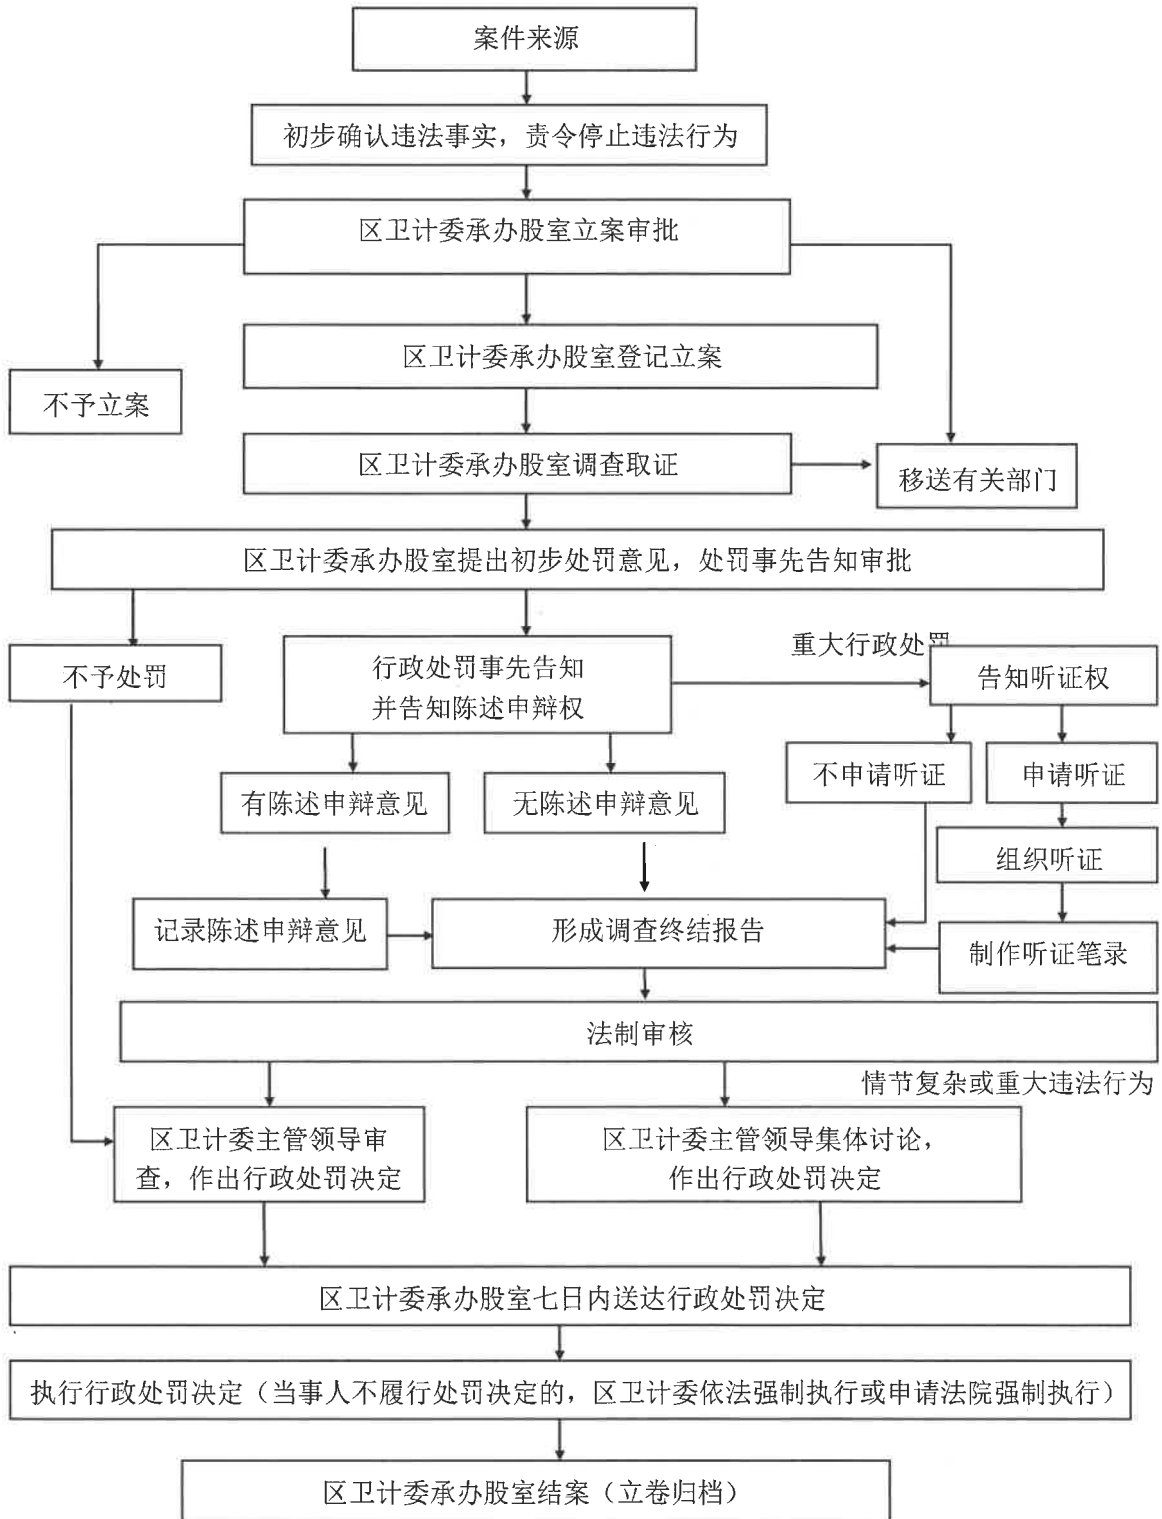 案件来源
初步确认违法事实，责令停止违法行为
区卫计委承办股室立案审批
区卫计委承办股室登记立案
不予立案
区卫计委承办股室调查取证
移送有关部门
区卫计委承办股室提出初步处罚意见，处罚事先告知审批
不予处罚
行政处罚事先告知
并告知陈述申辩权
重大行政处罚
告知听证权
不申请听证
申请听证
有陈述申辩意见
无陈述申辩意见
组织听证
记录陈述申辩意见
形成调查终结报告
制作听证笔录
法制审核
情节复杂或重大违法行为
区卫计委主管领导审
查，作出行政处罚决定
区卫计委主管领导集体讨论，
作出行政处罚决定
区卫计委承办股室七日内送达行政处罚决定
执行行政处罚决定（当事人不履行处罚决定的，区卫计委依法强制执行或申请法院强制执行）
区卫计委承办股室结案（立卷归档）